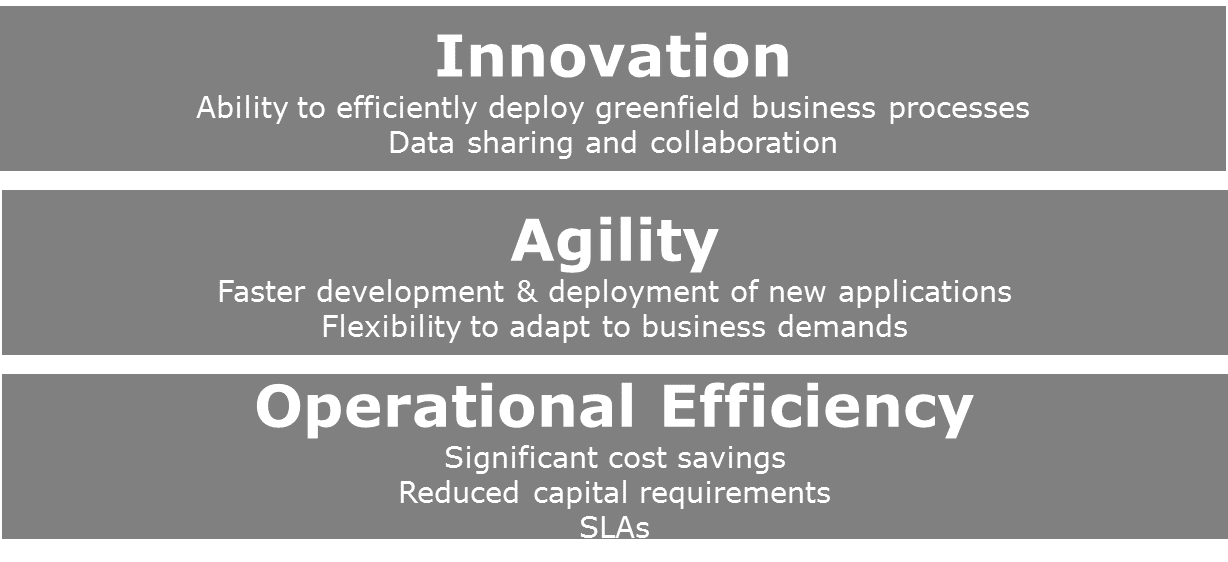 Innovation
Ability to efficiently deploy greenfield business processes
Data sharing and collaboration
Agility
Faster development & deployment of new applications
Flexibility to adapt to business demands
Operational Efficiency
Significant cost savings
Reduced capital requirements
SLAs